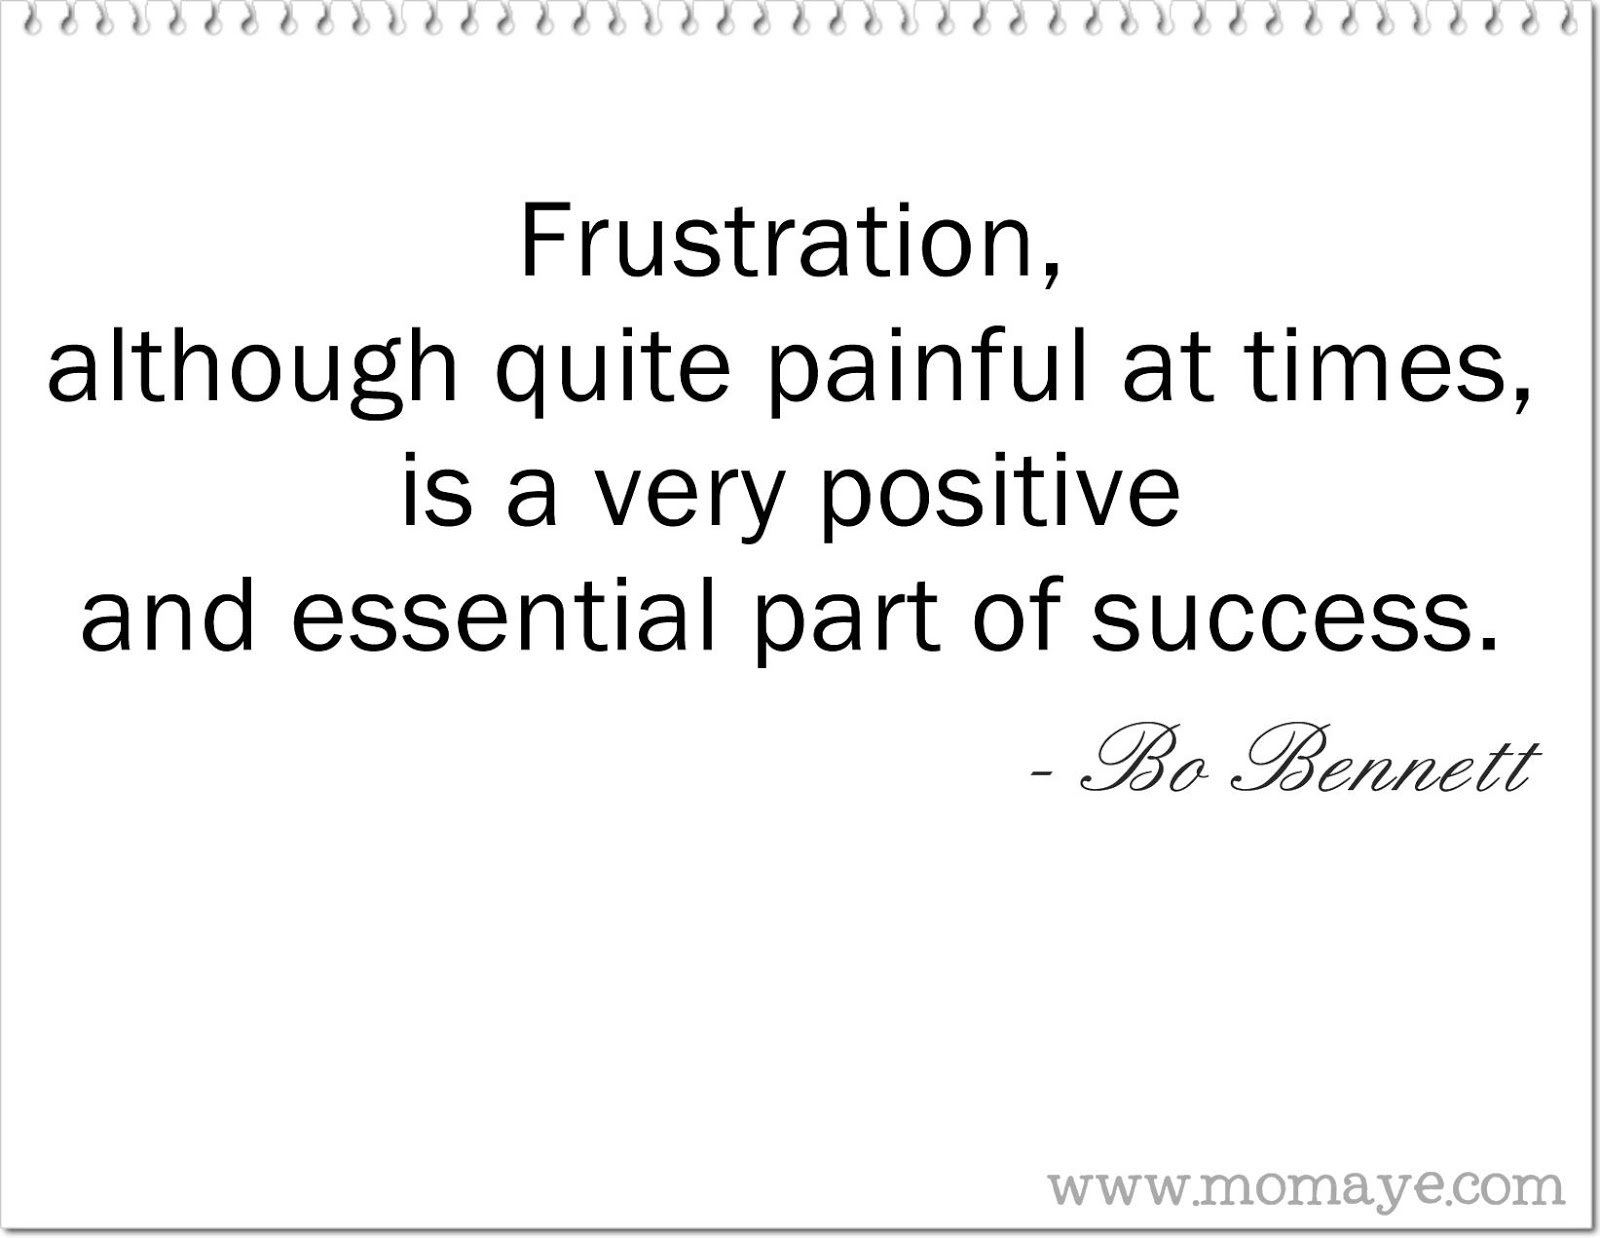 Frustration,
although quite painful at times,
is a very positive
and essential part of success.
- Bo Bennett
www.momaye.com